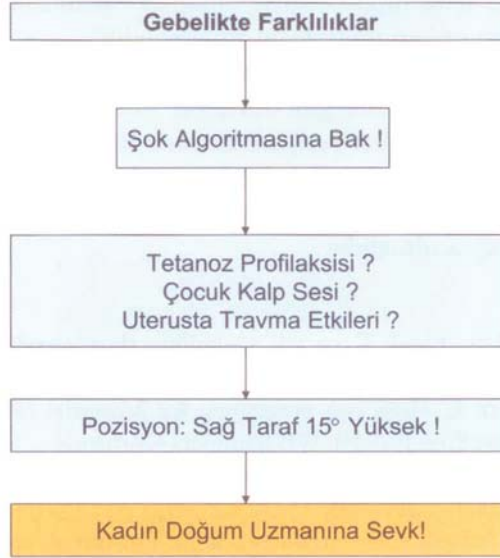 Gebelikte Farklılıklar
Şok Algoritmasına Bak !
Tetanoz Profilaksisi ?
Çocuk Kalp Sesi ?
Uterusta Travma Etkileri ?
Pozisyon: Sağ Taraf 15° Yüksek !
Kadın Doğum Uzmanına Sevk!